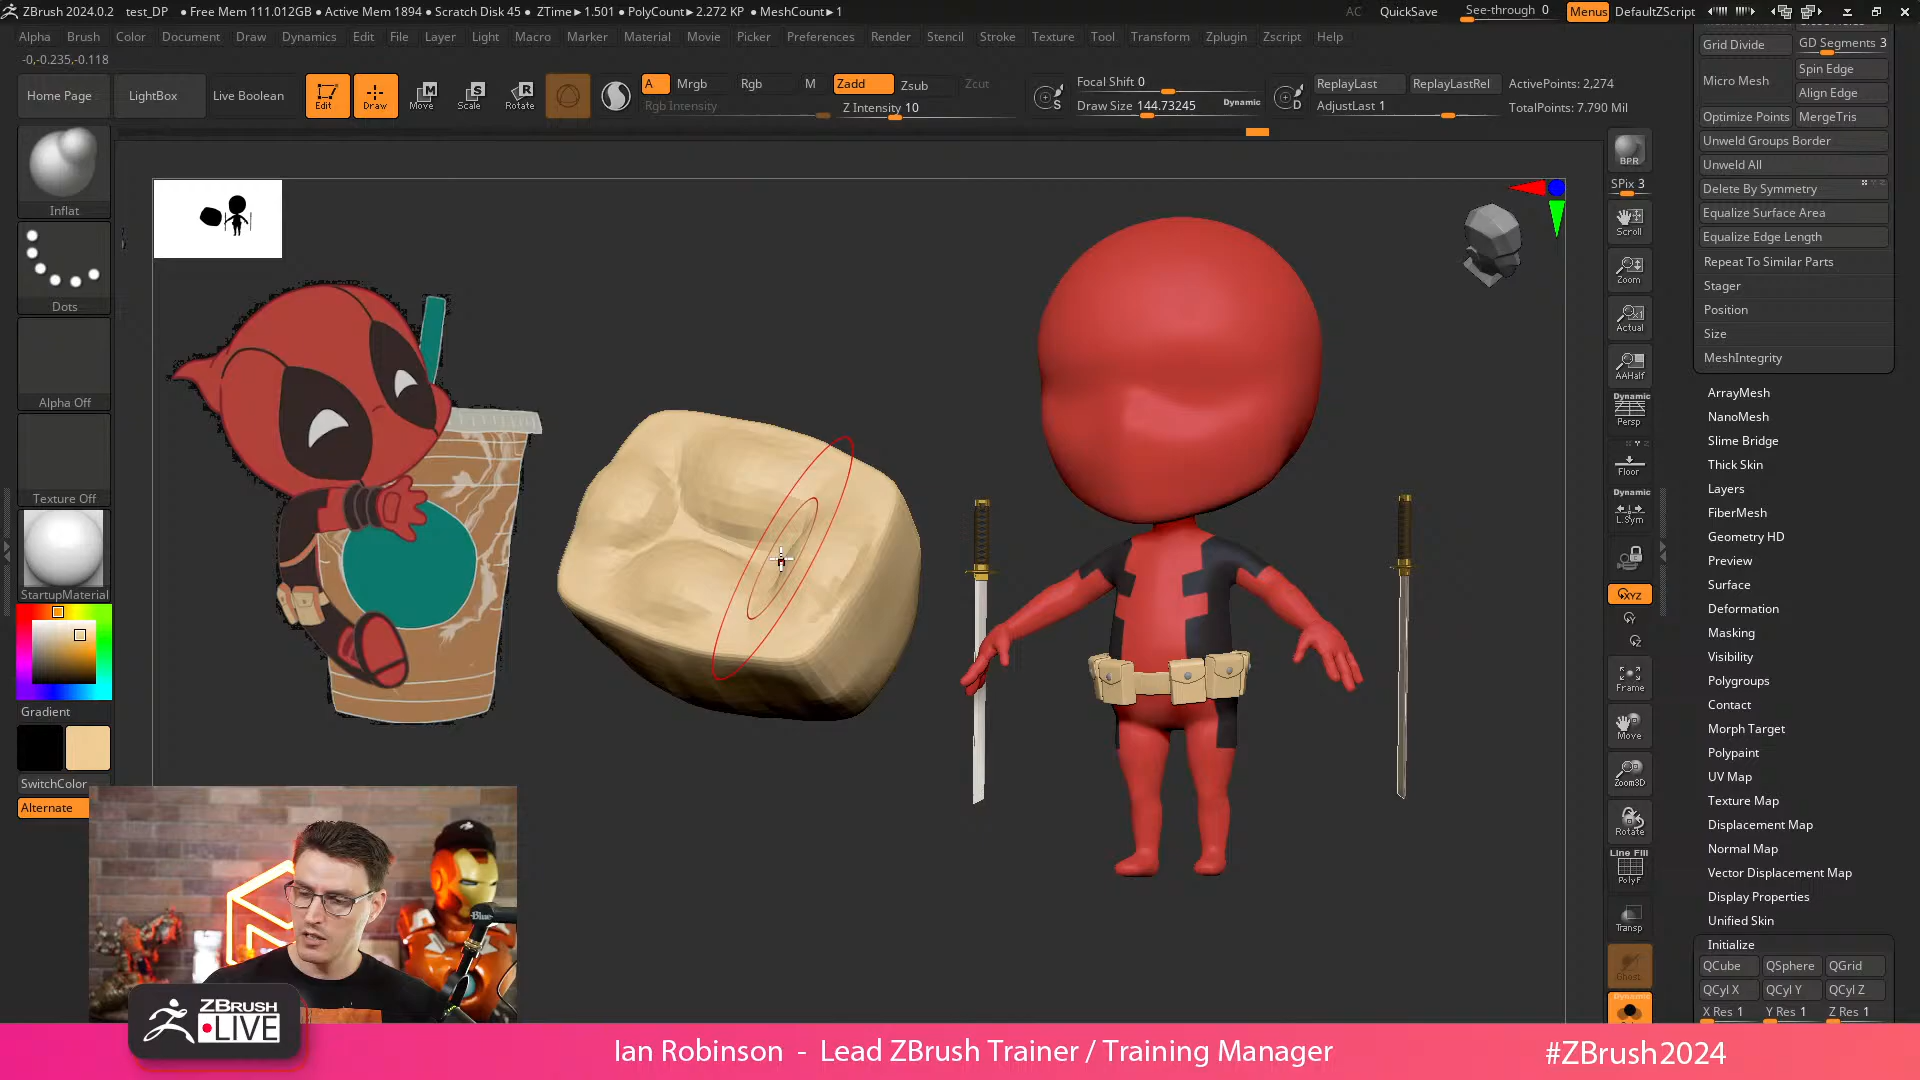 ZBrush 2024.0.2 test_DP • Free Mem 111.012GB • Active Mem 1894 • Scratch Disk 45 • ZTime►1.501 • PolyCount►2.272 KP • MeshCount►1 AC QuickSave See-through 0 Menus DefaultZScript
Alpha Brush Color Document Draw Dynamics Edit File Layer Light Macro Marker Material Movie Picker Preferences Render Stencil Stroke Texture Tool Transform Zplugin Zscript Help
-0,-0.235,-0.118
Home Page LightBox Live Boolean
Edit Draw Move Scale Rotate
A Mrgb Rgb M Zadd Zsub Zcut
Rgb Intensity Z Intensity 10
Focal Shift 0
Draw Size 144.73245 Dynamic
ReplayLast ReplayLastRel ActivePoints: 2,274
AdjustLast 1 TotalPoints: 7.790 Mil
Inflat
Dots
Alpha Off
Texture Off
StartupMaterial
Gradient
SwitchColor
Alternate
BPR
SPix 3
Scroll
Zoom
Actual
AAHalf
Dynamic
Persp
Floor
Dynamic
L.Sym
XYZ
Frame
Move
Zoom3D
Rotate
Line Fill
PolyF
Transp
Ghost
Dynamic
Grid Divide GD Segments 3
Micro Mesh Spin Edge
Align Edge
Optimize Points MergeTris
Unweld Groups Border
Unweld All
Delete By Symmetry
Equalize Surface Area
Equalize Edge Length
Repeat To Similar Parts
Stager
Position
Size
MeshIntegrity
ArrayMesh
NanoMesh
Slime Bridge
Thick Skin
Layers
FiberMesh
Geometry HD
Preview
Surface
Deformation
Masking
Visibility
Polygroups
Contact
Morph Target
Polypaint
UV Map
Texture Map
Displacement Map
Normal Map
Vector Displacement Map
Display Properties
Unified Skin
Initialize
QCube QSphere QGrid
QCyl X QCyl Y QCyl Z
X Res 1 Y Res 1 Z Res 1
Blue
ZBRUSH
LIVE
Ian Robinson - Lead ZBrush Trainer / Training Manager
#ZBrush2024